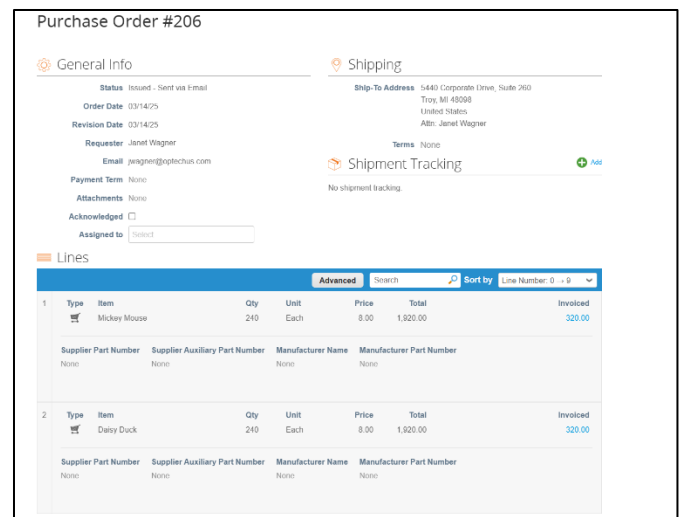 Purchase Order #206
General Info
Status Issued - Sent via Email
Order Date 03/14/25
Revision Date 03/14/25
Requester Janet Wagner
Email jwagner@optechus.com
Payment Term None
Attachments None
Acknowledged
Assigned to Select
Shipping
Ship-To Address 5440 Corporate Drive, Suite 260
Troy, MI 48098
United States
Attn: Janet Wagner
Terms None
Shipment Tracking Add
No shipment tracking.
Lines
Advanced Search Sort by Line Number: 0 → 9
1 Type Item Qty Unit Price Total Invoiced
Mickey Mouse 240 Each 8.00 1,920.00 320.00
Supplier Part Number Supplier Auxiliary Part Number Manufacturer Name Manufacturer Part Number
None None None None
2 Type Item Qty Unit Price Total Invoiced
Daisy Duck 240 Each 8.00 1,920.00 320.00
Supplier Part Number Supplier Auxiliary Part Number Manufacturer Name Manufacturer Part Number
None None None None